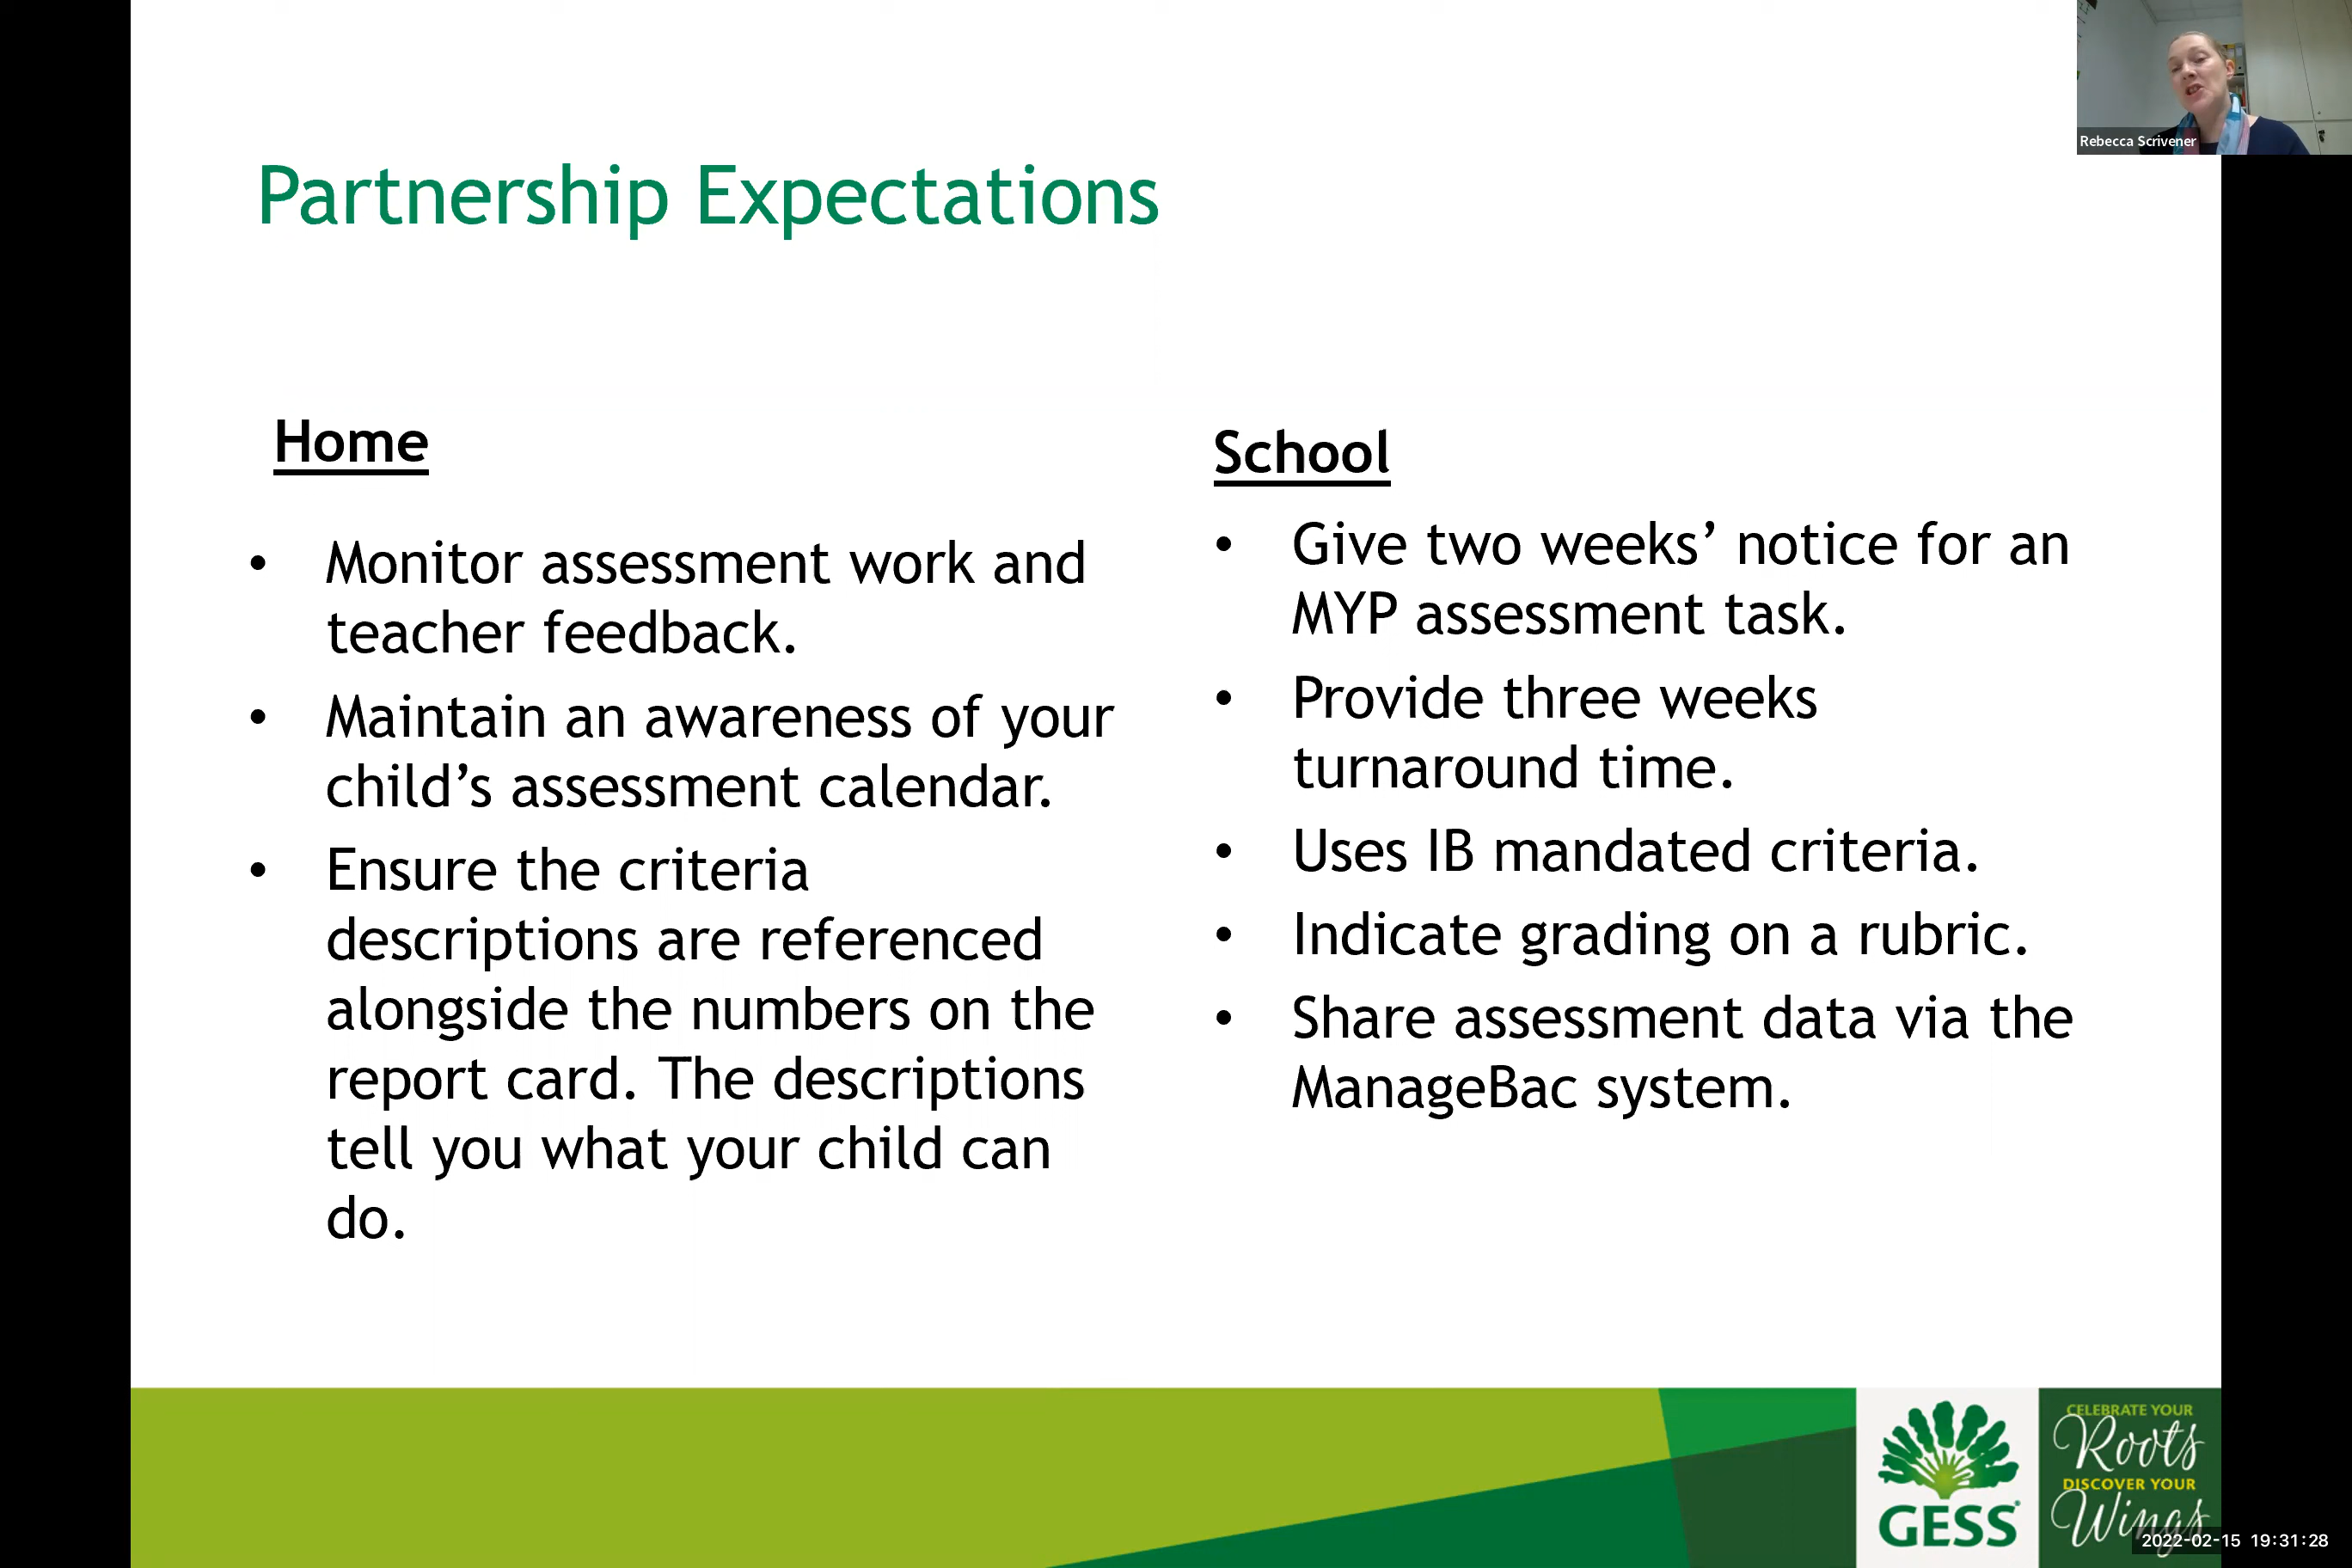 Rebecca Scrivener
Partnership Expectations
Home
• Monitor assessment work and
teacher feedback.
• Maintain an awareness of your
child’s assessment calendar.
• Ensure the criteria
descriptions are referenced
alongside the numbers on the
report card. The descriptions
tell you what your child can
do.
School
• Give two weeks’ notice for an
MYP assessment task.
• Provide three weeks
turnaround time.
• Uses IB mandated criteria.
• Indicate grading on a rubric.
• Share assessment data via the
ManageBac system.
GESS
CELEBRATE YOUR
Roots
DISCOVER YOUR
Wings
2022-02-15 19:31:28